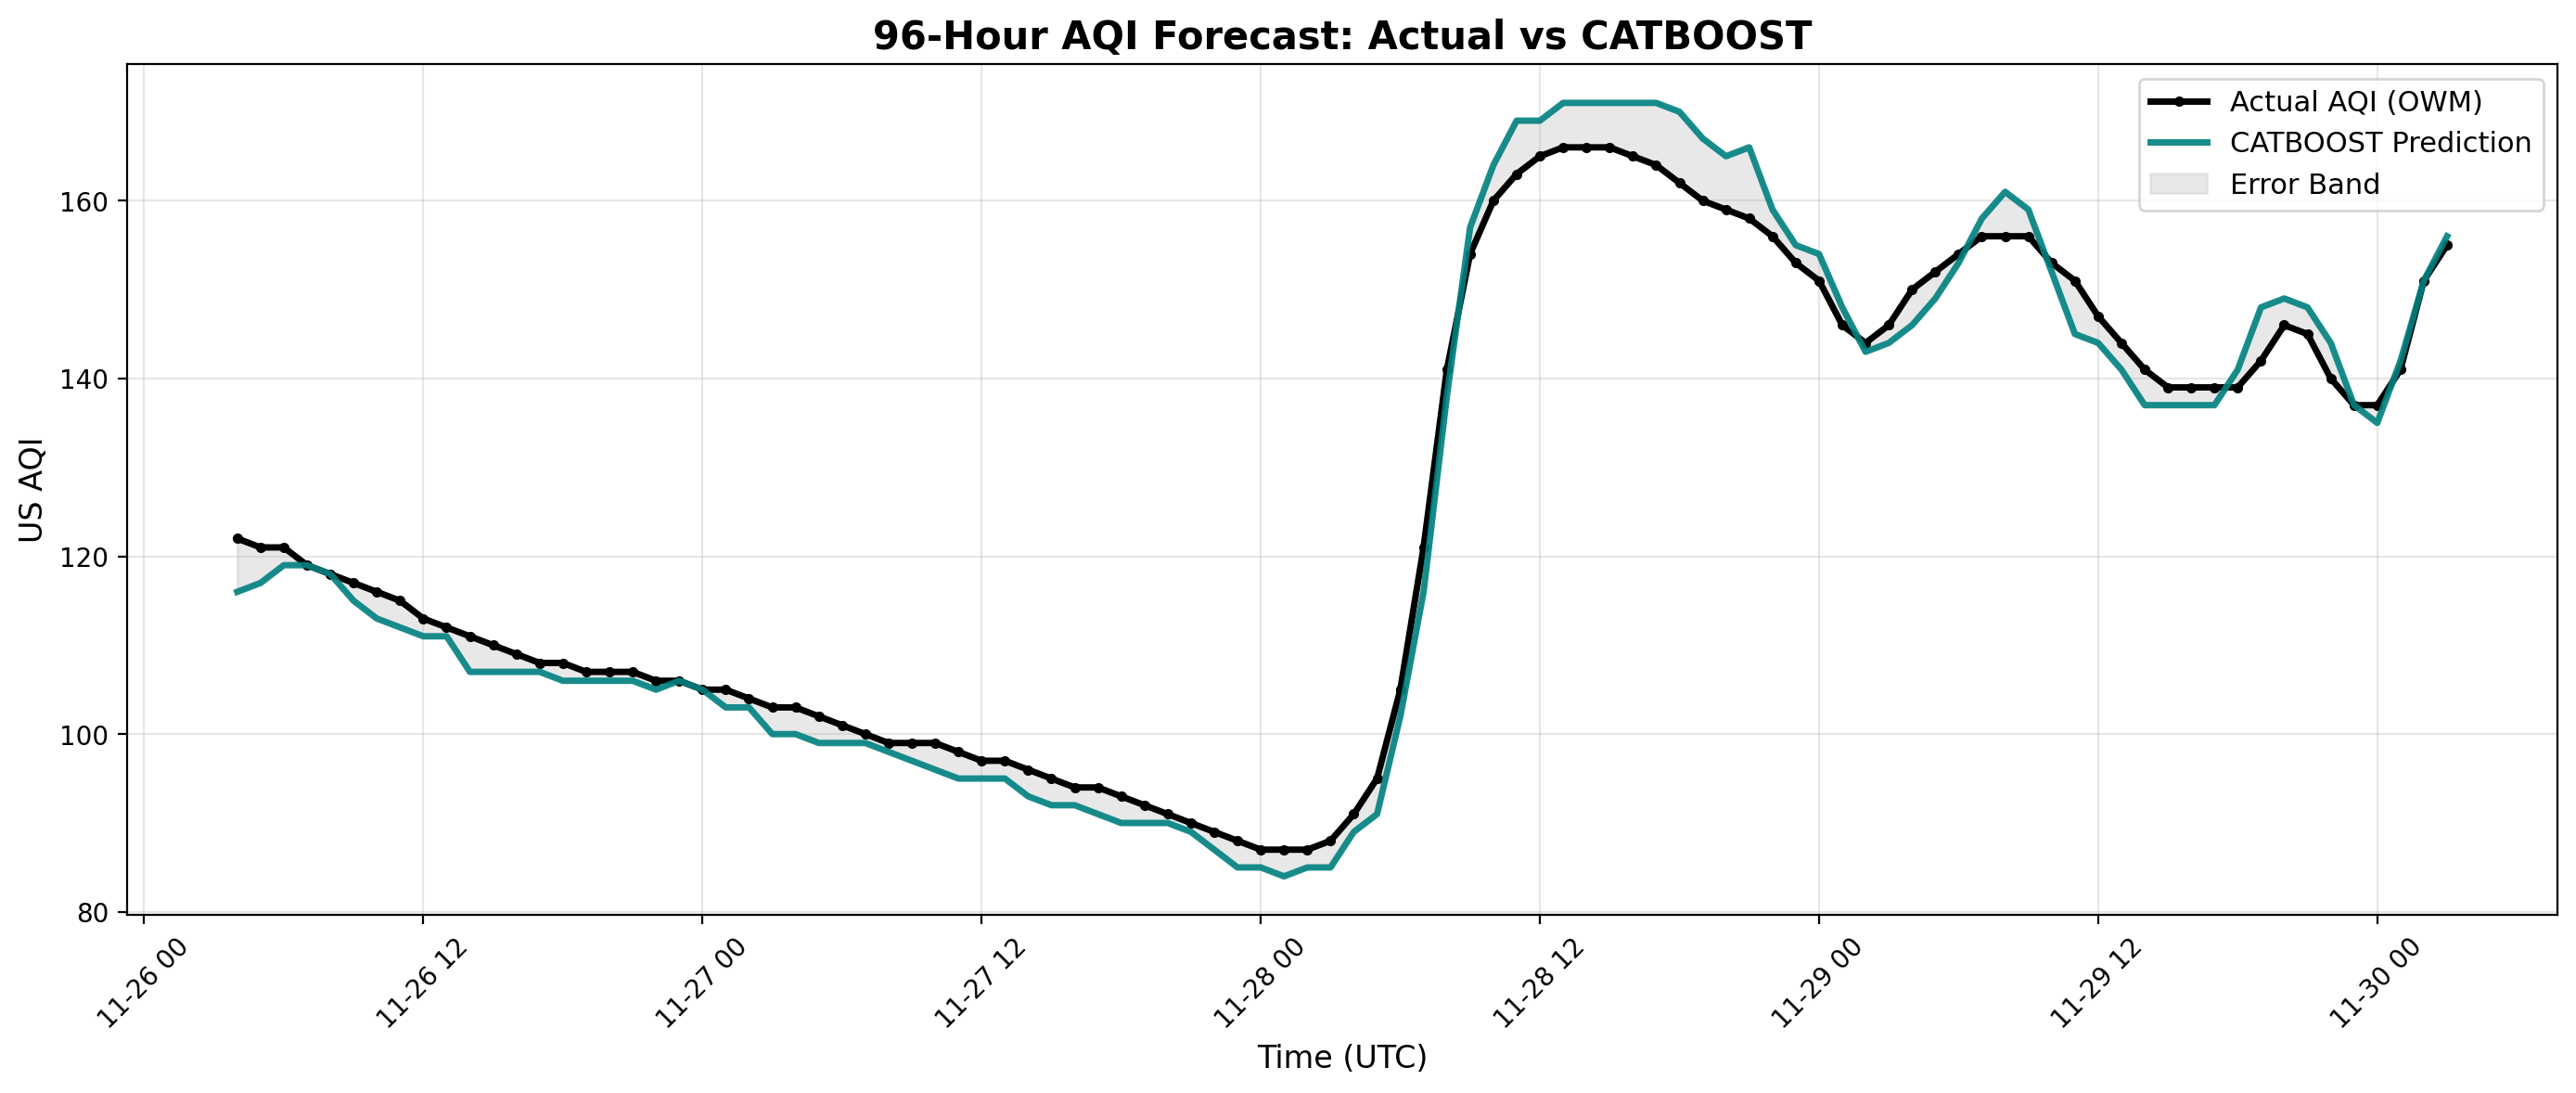 96-Hour AQI Forecast: Actual vs CATBOOST
Actual AQI (OWM)
CATBOOST Prediction
Error Band
US AQI
160
140
120
100
80
11-26 00
11-26 12
11-27 00
11-27 12
11-28 00
11-28 12
11-29 00
11-29 12
11-30 00
Time (UTC)